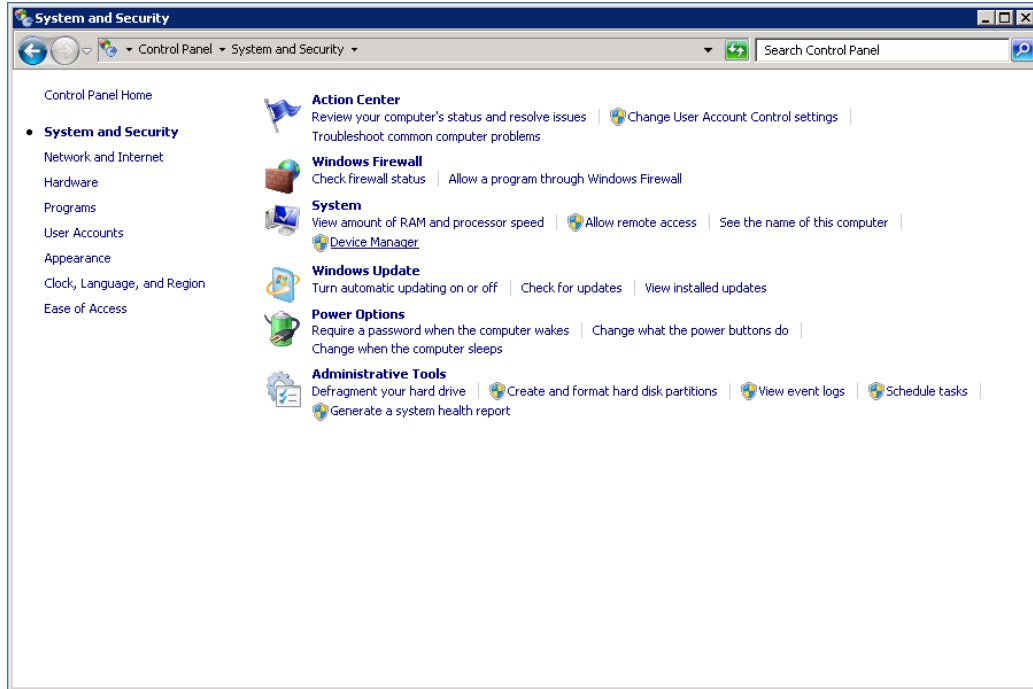 System and Security
Control Panel System and Security
Search Control Panel
Control Panel Home
System and Security
Network and Internet
Hardware
Programs
User Accounts
Appearance
Clock, Language, and Region
Ease of Access
Action Center
Review your computer's status and resolve issues Change User Account Control settings
Troubleshoot common computer problems
Windows Firewall
Check firewall status Allow a program through Windows Firewall
System
View amount of RAM and processor speed Allow remote access See the name of this computer
Device Manager
Windows Update
Turn automatic updating on or off Check for updates View installed updates
Power Options
Require a password when the computer wakes Change what the power buttons do
Change when the computer sleeps
Administrative Tools
Defragment your hard drive Create and format hard disk partitions View event logs Schedule tasks
Generate a system health report